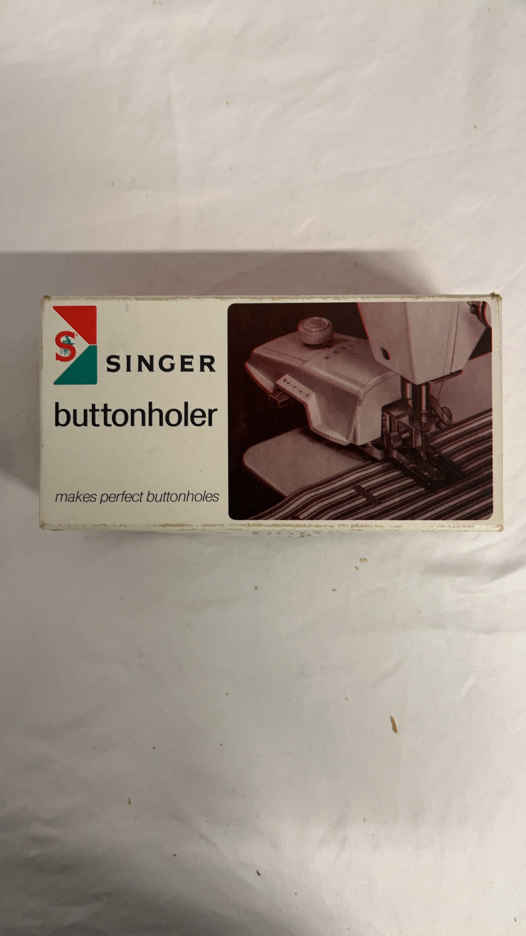 S
SINGER
buttonholer
makes perfect buttonholes